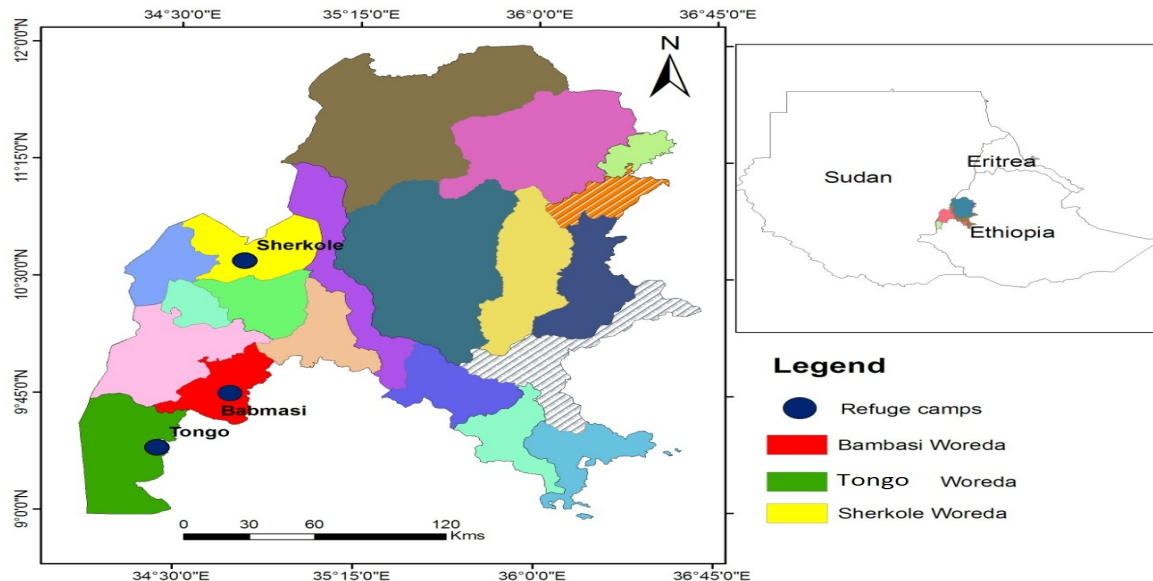 34°30'0"E
35°15'0"E
36°0'0"E
36°45'0"E
12°0'0"N
11°15'0"N
10°30'0"N
9°45'0"N
9°0'0"N
N
Sherkole
Babmasi
Tongo
0 30 60 120
Kms
34°30'0"E
35°15'0"E
36°0'0"E
36°45'0"E
Eritrea
Sudan
Ethiopia
Legend
Refuge camps
Bambasi Woreda
Tongo Woreda
Sherkole Woreda